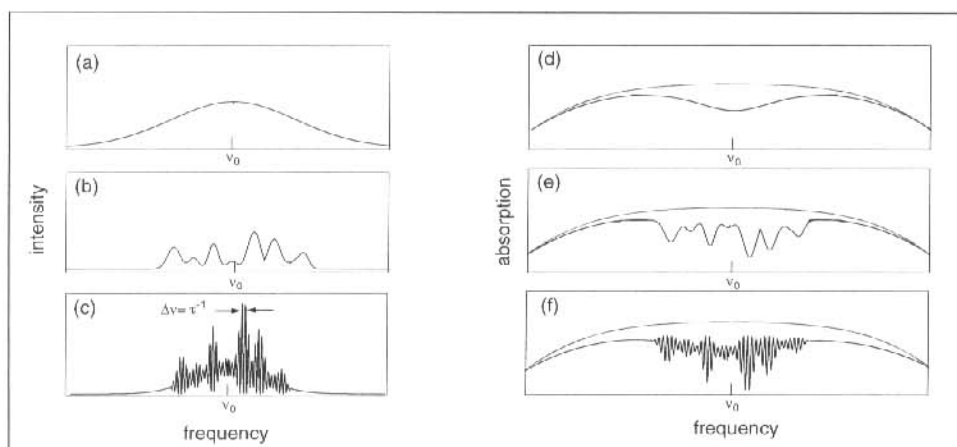 (a)
ν₀
(b)
ν₀
(c)
Δν= τ⁻¹
ν₀
intensity
frequency
(d)
ν₀
(e)
ν₀
(f)
ν₀
absorption
frequency